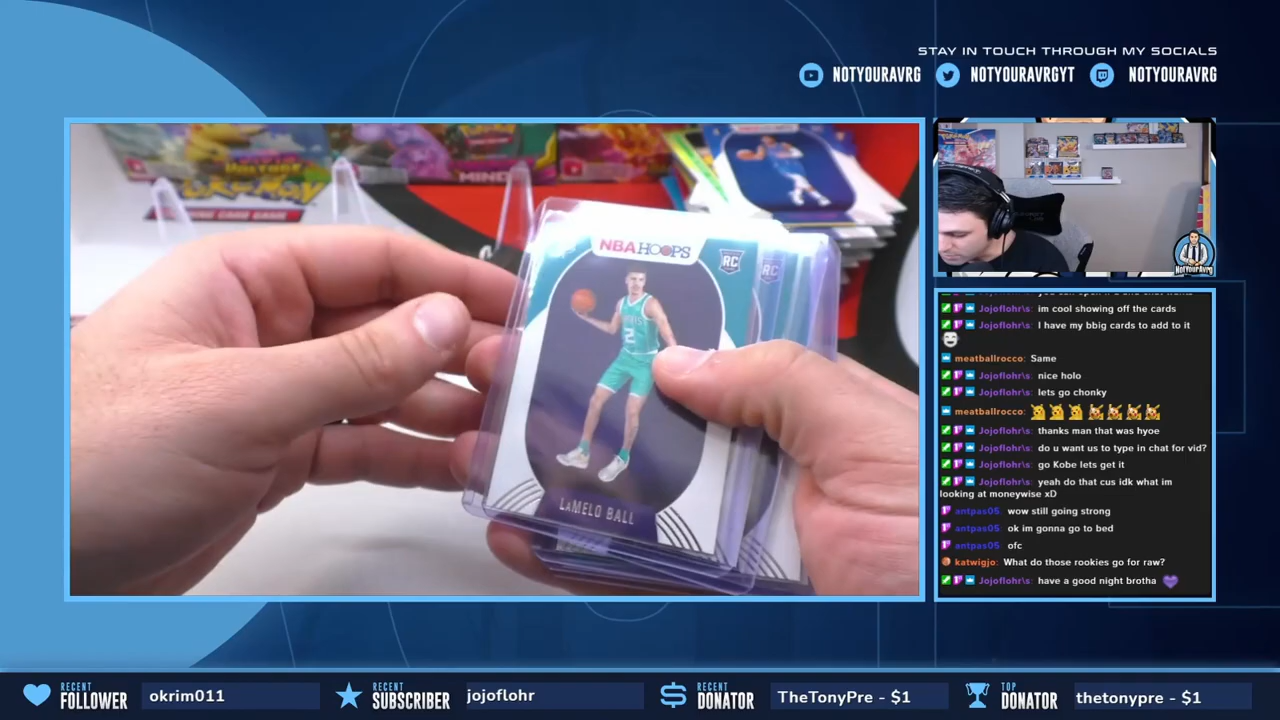 STAY IN TOUCH THROUGH MY SOCIALS
NOTYOURAVRG NOTYOURAVRGYT NOTYOURAVRG
POKÉMON
TRADING CARD GAME
NBA HOOPS
RC
RC
2
LAMELO BALL
NOTYOURAVRG
Jojoflohr\s: im cool showing off the cards
Jojoflohr\s: I have my bbig cards to add to it
meatballrocco: Same
Jojoflohr\s: nice holo
Jojoflohr\s: lets go chonky
meatballrocco:
Jojoflohr\s: thanks man that was hyoe
Jojoflohr\s: do u want us to type in chat for vid?
Jojoflohr\s: go Kobe lets get it
Jojoflohr\s: yeah do that cus idk what im
looking at moneywise xD
antpas05: wow still going strong
antpas05: ok im gonna go to bed
antpas05: ofc
katwigjo: What do those rookies go for raw?
Jojoflohr\s: have a good night brotha
RECENT FOLLOWER okrim011
RECENT SUBSCRIBER jojoflohr
RECENT DONATOR TheTonyPre - $1
TOP DONATOR thetonypre - $1